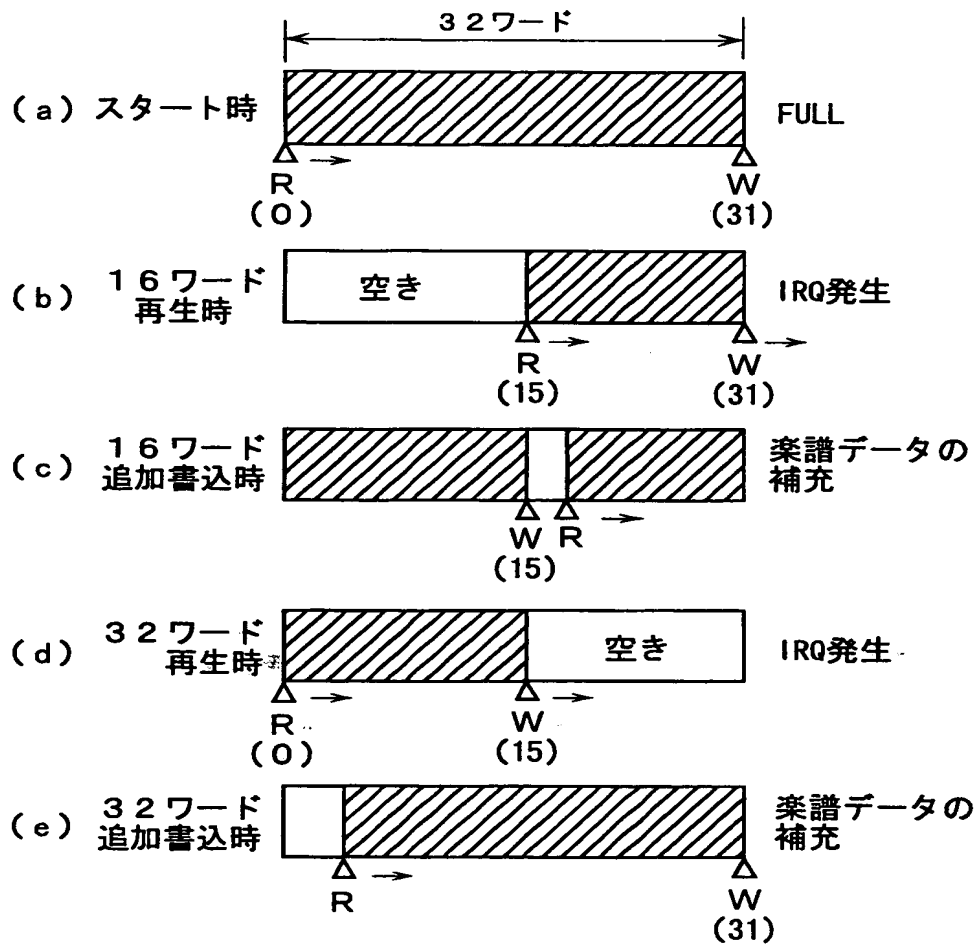 ３２ワード
(a) スタート時 FULL
R W
(0) (31)
(b) １６ワード 空き IRQ発生
再生時
R W
(15) (31)
(c) １６ワード 楽譜データの
追加書込時 補充
W R
(15)
(d) ３２ワード 空き IRQ発生
再生時
R W
(0) (15)
(e) ３２ワード 楽譜データの
追加書込時 補充
R W
(31)